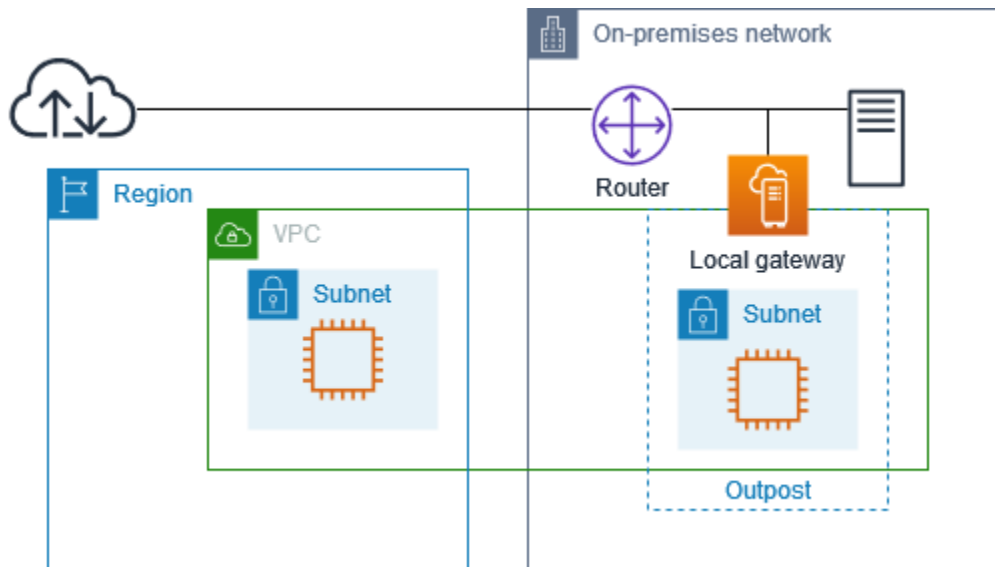 On-premises network
Router
Region
VPC
Local gateway
Subnet
Subnet
Outpost